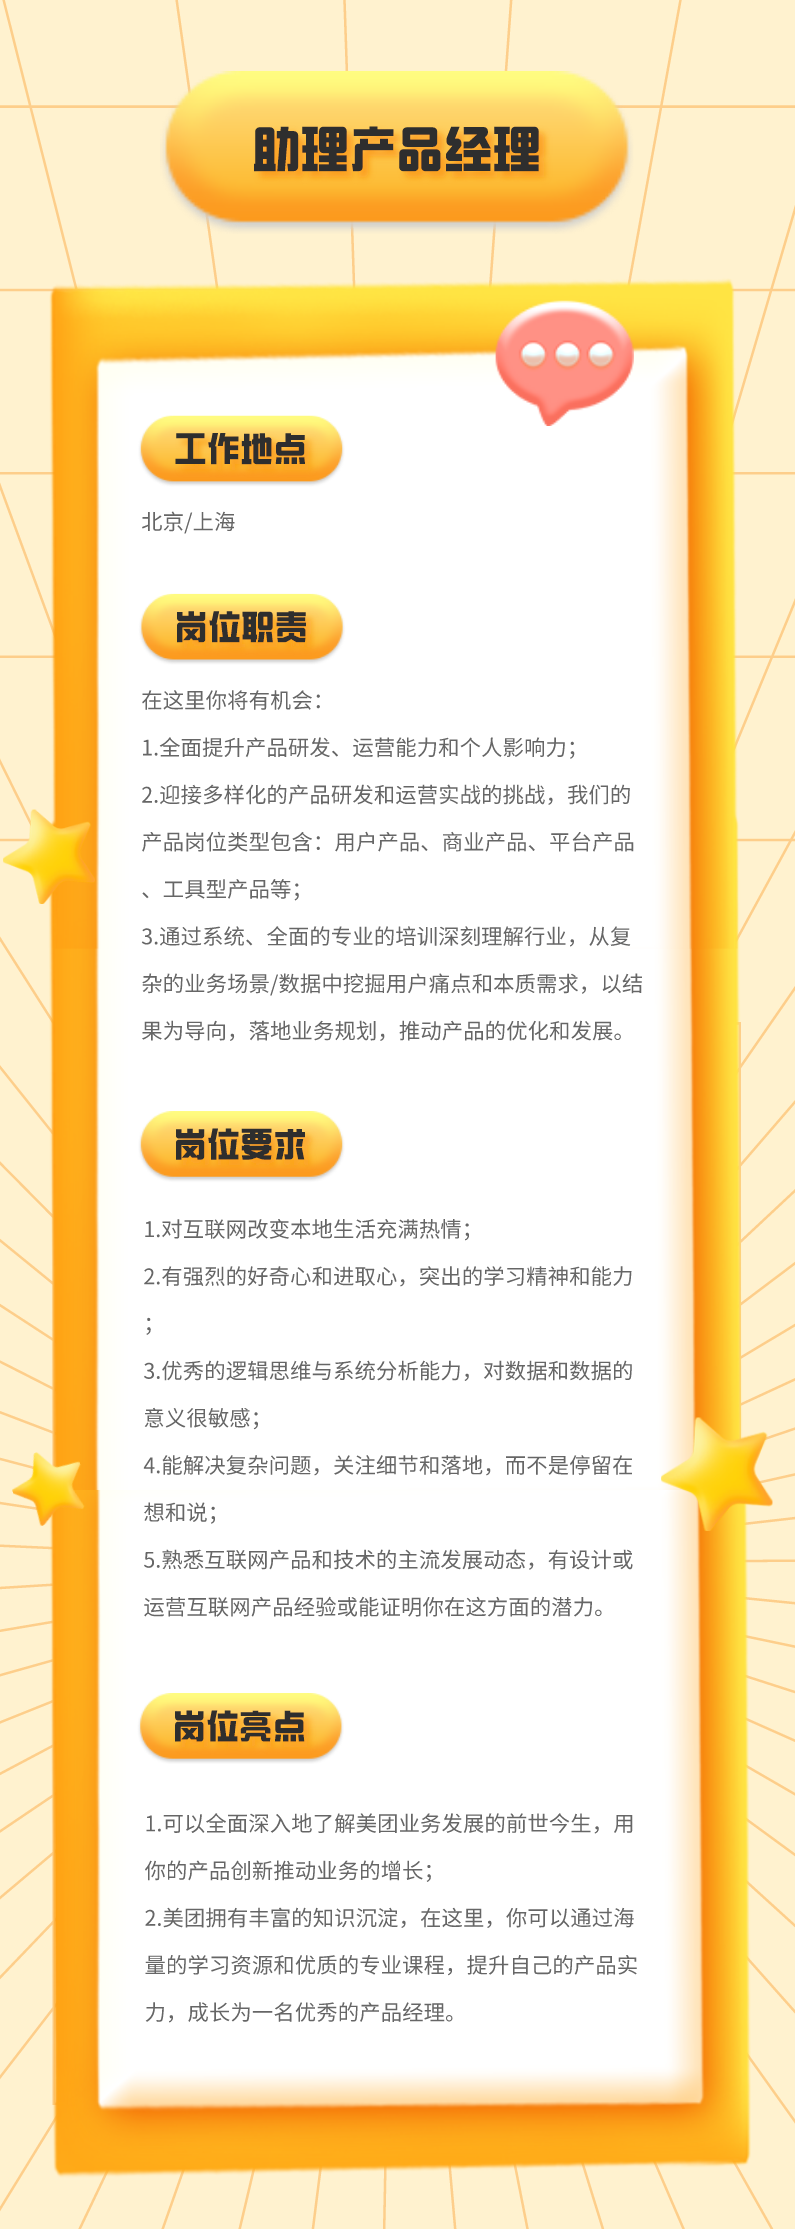 助理产品经理
工作地点
北京/上海
岗位职责
在这里你将有机会：
1.全面提升产品研发、运营能力和个人影响力；
2.迎接多样化的产品研发和运营实战的挑战，我们的
产品岗位类型包含：用户产品、商业产品、平台产品
、工具型产品等；
3.通过系统、全面的专业的培训深刻理解行业，从复
杂的业务场景/数据中挖掘用户痛点和本质需求，以结
果为导向，落地业务规划，推动产品的优化和发展。
岗位要求
1.对互联网改变本地生活充满热情；
2.有强烈的好奇心和进取心，突出的学习精神和能力
；
3.优秀的逻辑思维与系统分析能力，对数据和数据的
意义很敏感；
4.能解决复杂问题，关注细节和落地，而不是停留在
想和说；
5.熟悉互联网产品和技术的主流发展动态，有设计或
运营互联网产品经验或能证明你在这方面的潜力。
岗位亮点
1.可以全面深入地了解美团业务发展的前世今生，用
你的产品创新推动业务的增长；
2.美团拥有丰富的知识沉淀，在这里，你可以通过海
量的学习资源和优质的专业课程，提升自己的产品实
力，成长为一名优秀的产品经理。